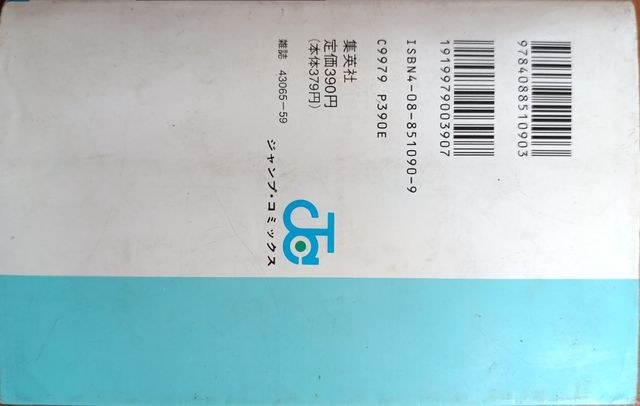 9784088510903
1919979003907
ISBN4-08-851090-9
C9979 P390E
集英社
定価390円
(本体379円)
雑誌 43065-59
JC
ジャンプ・コミックス